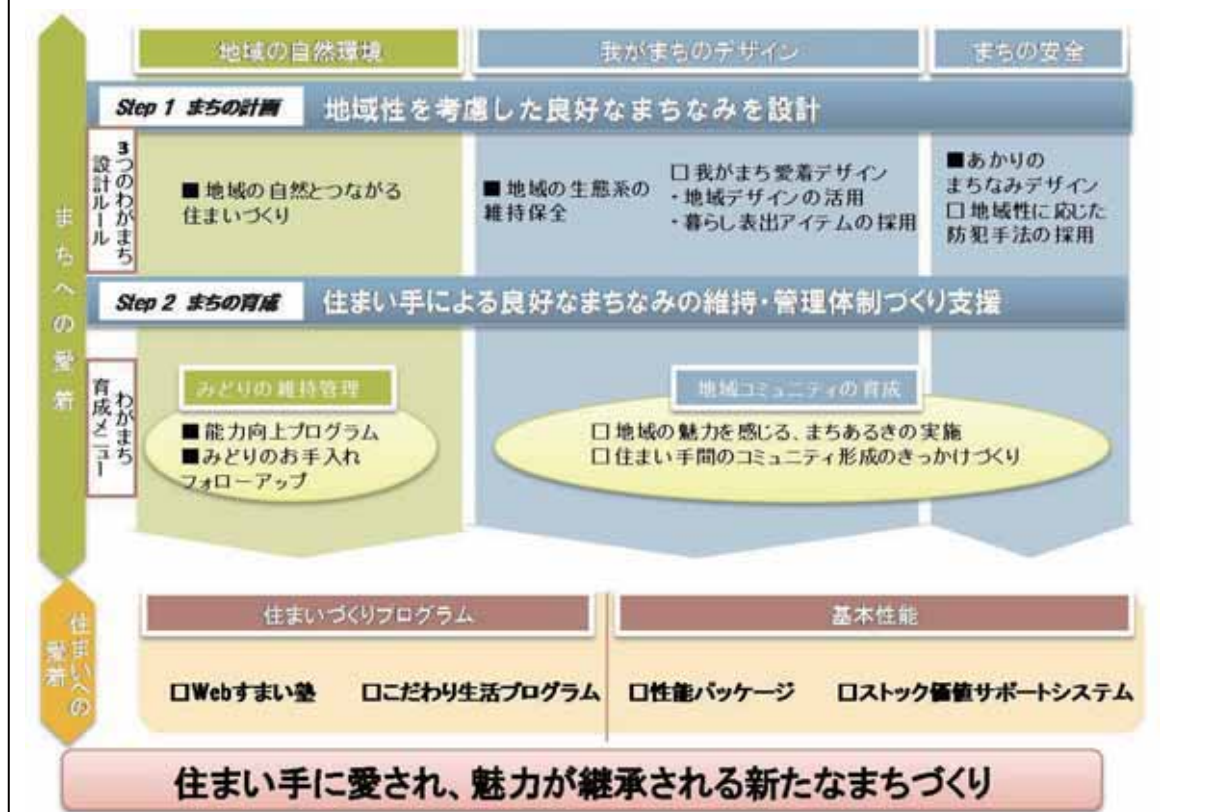 地域の自然環境
我がまちのデザイン
まちの安全
Step 1 まちの計画
地域性を考慮した良好なまちなみを設計
3つのわがまち
設計ルール
■地域の自然とつながる
住まいづくり
■地域の生態系の
維持保全
□我がまち愛着デザイン
・地域デザインの活用
・暮らし表出アイテムの採用
■あかりの
まちなみデザイン
□地域性に応じた
防犯手法の採用
まちへの愛着
Step 2 まちの育成
住まい手による良好なまちなみの維持・管理体制づくり支援
わがまち
育成メニュー
みどりの維持管理
■能力向上プログラム
■みどりのお手入れ
フォローアップ
地域コミュニティの育成
□地域の魅力を感じる、まちあるきの実施
□住まい手間のコミュニティ形成のきっかけづくり
住まいへの
愛着
住まいづくりプログラム
基本性能
□Webすまい塾
□こだわり生活プログラム
□性能パッケージ
□ストック価値サポートシステム
住まい手に愛され、魅力が継承される新たなまちづくり